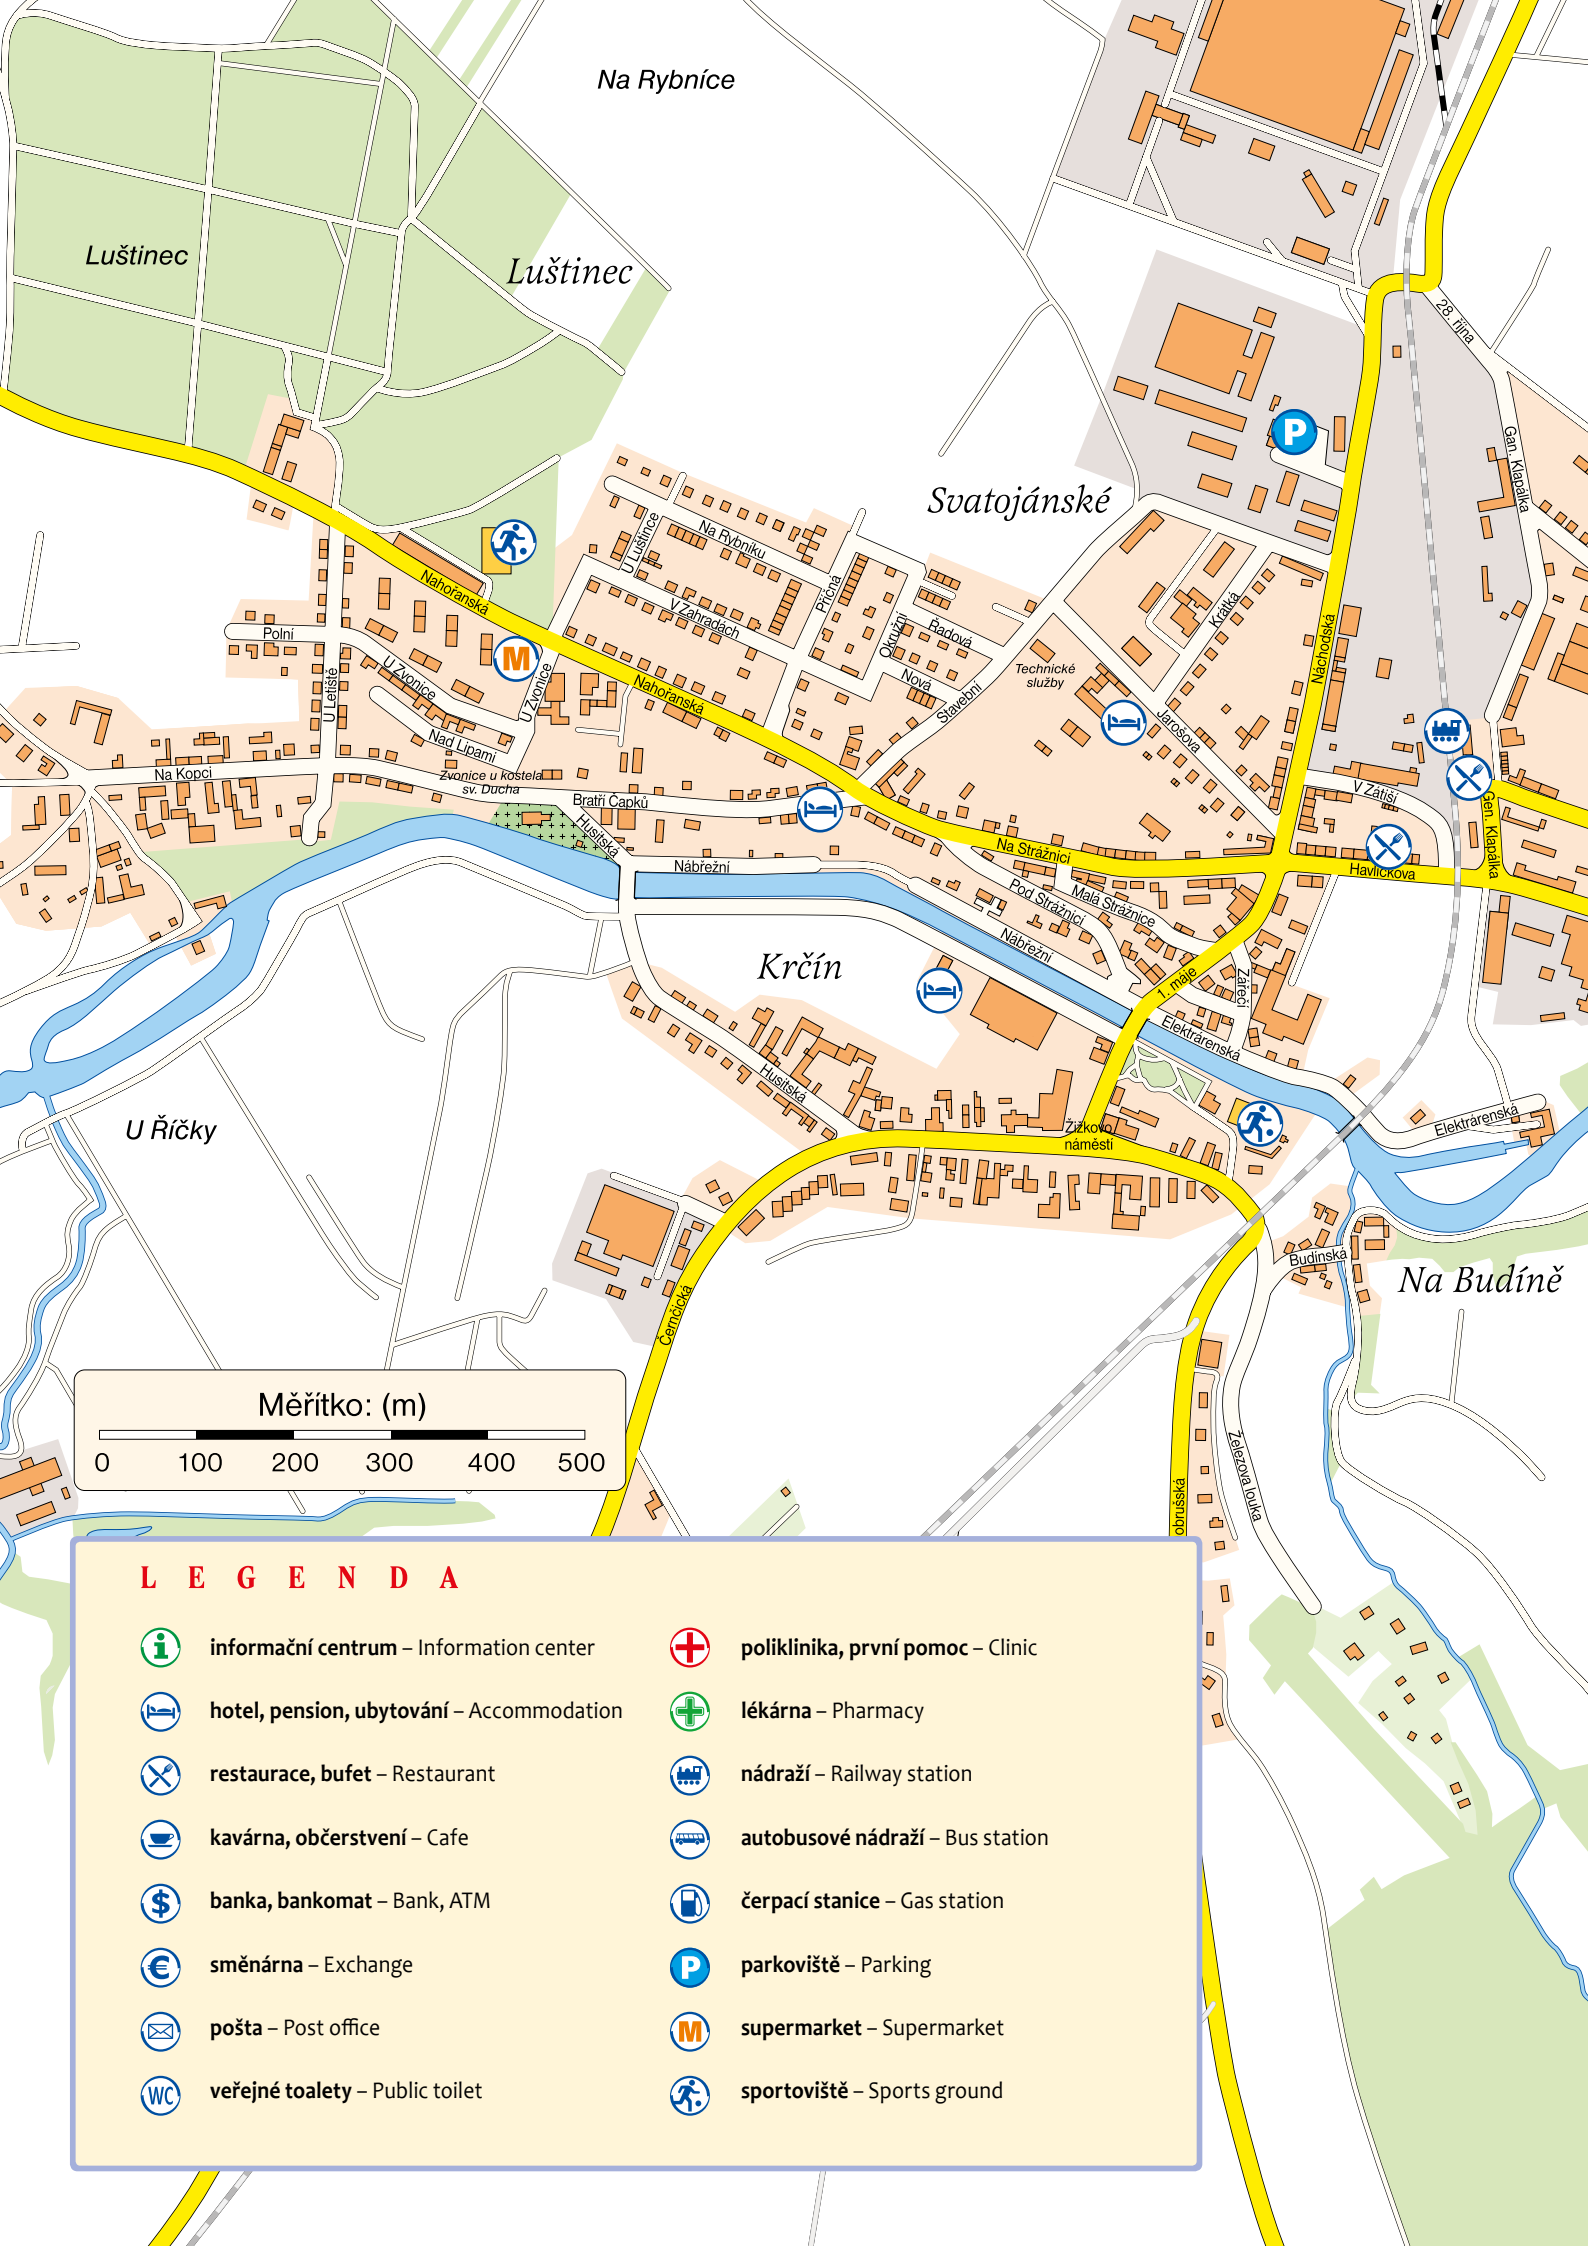 Na Rybníce
Luštinec
Luštinec
28. října
Svatojánské
Gen. Klapálka
U Luštince
Na Rybníku
Příčná
Nahořanská
V Zahradách
Okružní
Řadová
Krátká
Náchodská
Polní
U Zvonice
U Letiště
M
U Zvonice
Nahořanská
Nová
Stavební
Technické
služby
Jarošova
P
Nad Lipami
Na Kopci
Zvonice u kostela
sv. Ducha
Bratří Čapků
Husitská
V Zátiší
Gen. Klapálka
Nábřežní
Na Strážnici
Havlíčkova
Pod Strážnicí
Malá Strážnice
Nábřežní
Krčín
1. máje
Zářečí
Elektrárenská
Husitská
U Říčky
Žižkovo
náměstí
Elektrárenská
Budínská
Na Budíně
Černčická
Měřítko: (m)
0 100 200 300 400 500
Železova louka
obrušská
LEGENDA
informační centrum – Information center
hotel, pension, ubytování – Accommodation
restaurace, bufet – Restaurant
kavárna, občerstvení – Cafe
$ banka, bankomat – Bank, ATM
€ směnárna – Exchange
pošta – Post office
WC veřejné toalety – Public toilet
poliklinika, první pomoc – Clinic
lékárna – Pharmacy
nádraží – Railway station
autobusové nádraží – Bus station
čerpací stanice – Gas station
P parkoviště – Parking
M supermarket – Supermarket
sportoviště – Sports ground